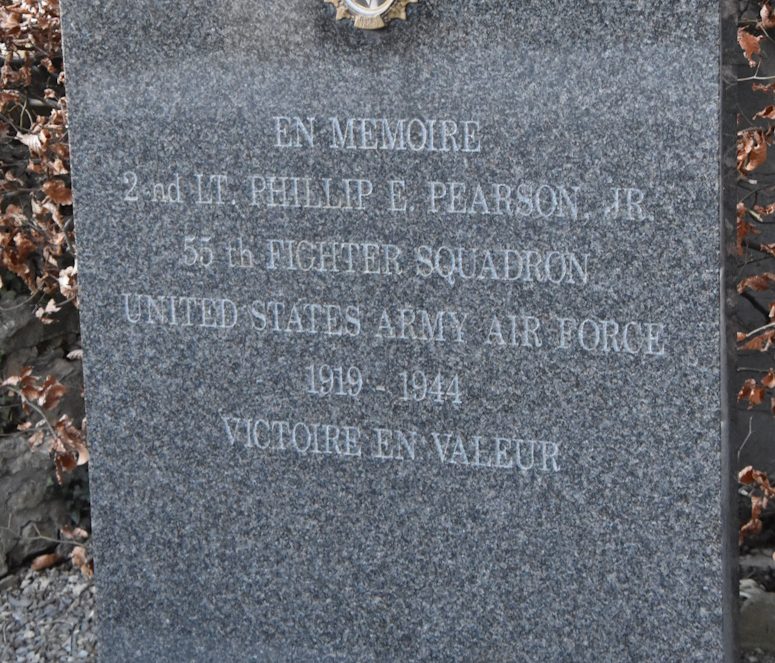 EN MEMOIRE
2 nd LT. PHILLIP E. PEARSON, JR.
55 th FIGHTER SQUADRON
UNITED STATES ARMY AIR FORCE
1919 - 1944
VICTOIRE EN VALEUR